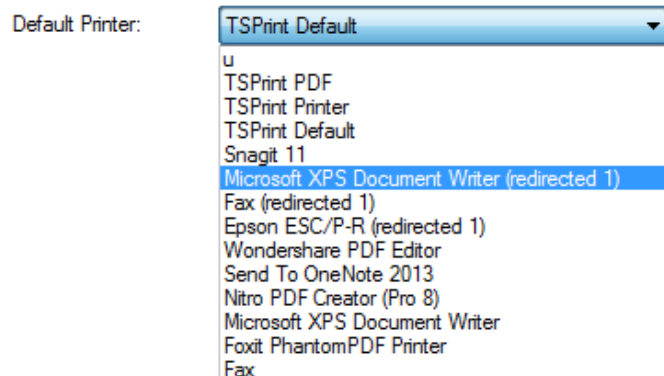 Default Printer: TSPrint Default
u
TSPrint PDF
TSPrint Printer
TSPrint Default
Snagit 11
Microsoft XPS Document Writer (redirected 1)
Fax (redirected 1)
Epson ESC/P-R (redirected 1)
Wondershare PDF Editor
Send To OneNote 2013
Nitro PDF Creator (Pro 8)
Microsoft XPS Document Writer
Foxit PhantomPDF Printer
Fax